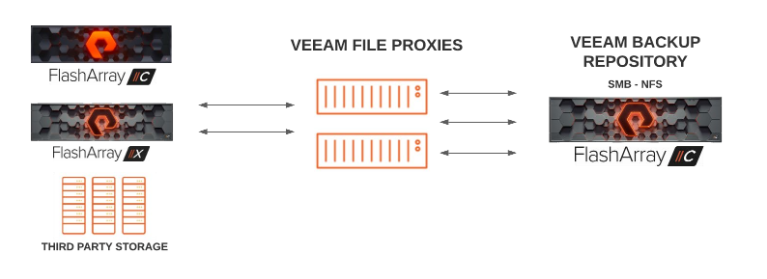 FlashArray //C
FlashArray //X
THIRD PARTY STORAGE
VEEAM FILE PROXIES
VEEAM BACKUP
REPOSITORY
SMB - NFS
FlashArray //C